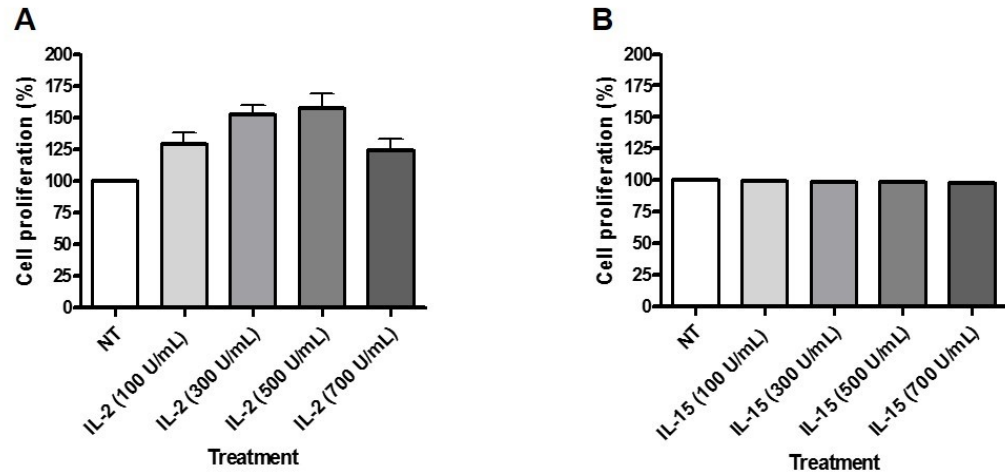 A
Cell proliferation (%)
200
175
150
125
100
75
50
25
0
NT
IL-2 (100 U/mL)
IL-2 (300 U/mL)
IL-2 (500 U/mL)
IL-2 (700 U/mL)
Treatment
B
Cell proliferation (%)
200
175
150
125
100
75
50
25
0
NT
IL-15 (100 U/mL)
IL-15 (300 U/mL)
IL-15 (500 U/mL)
IL-15 (700 U/mL)
Treatment